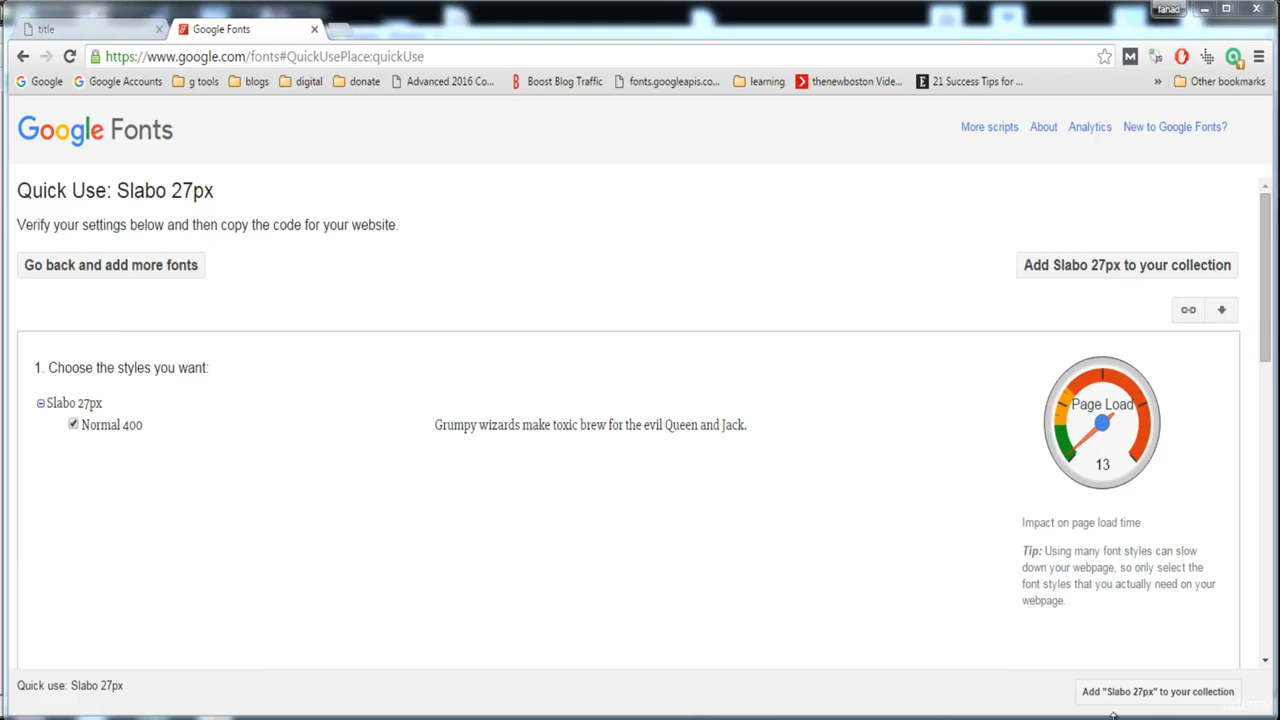 fahad
title
Google Fonts
https://www.google.com/fonts#QuickUsePlace:quickUse
Google Google Accounts g tools blogs digital donate Advanced 2016 Co... Boost Blog Traffic fonts.googleapis.co... learning thenewboston Vide... 21 Success Tips for ... » Other bookmarks
Google Fonts
More scripts About Analytics New to Google Fonts?
Quick Use: Slabo 27px
Verify your settings below and then copy the code for your website.
Go back and add more fonts
Add Slabo 27px to your collection
1. Choose the styles you want:
Slabo 27px
Normal 400
Grumpy wizards make toxic brew for the evil Queen and Jack.
Page Load
13
Impact on page load time
Tip: Using many font styles can slow
down your webpage, so only select the
font styles that you actually need on your
webpage.
Quick use: Slabo 27px
Add "Slabo 27px" to your collection